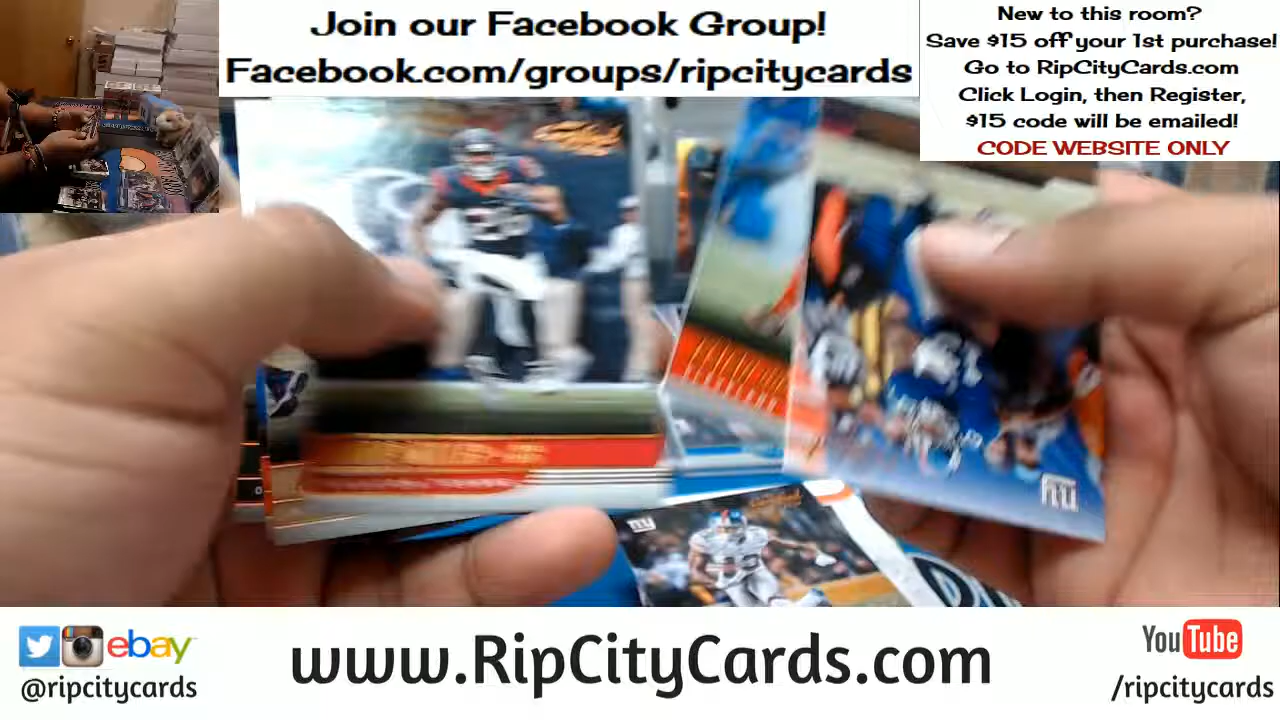 Join our Facebook Group!
Facebook.com/groups/ripcitycards
New to this room?
Save $15 off your 1st purchase!
Go to RipCityCards.com
Click Login, then Register,
$15 code will be emailed!
CODE WEBSITE ONLY
ebay
@ripcitycards
www.RipCityCards.com
YouTube
/ripcitycards